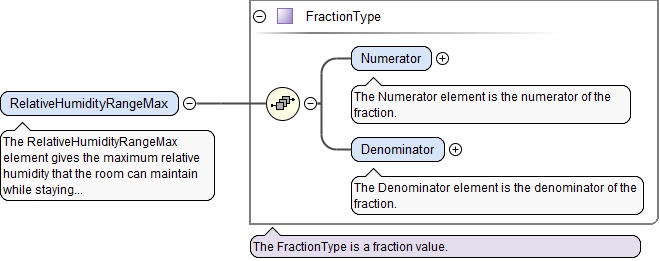 FractionType
Numerator
The Numerator element is the numerator of the
fraction.
RelativeHumidityRangeMax
The RelativeHumidityRangeMax
element gives the maximum relative
humidity that the room can maintain
while staying...
Denominator
The Denominator element is the denominator of the
fraction.
The FractionType is a fraction value.